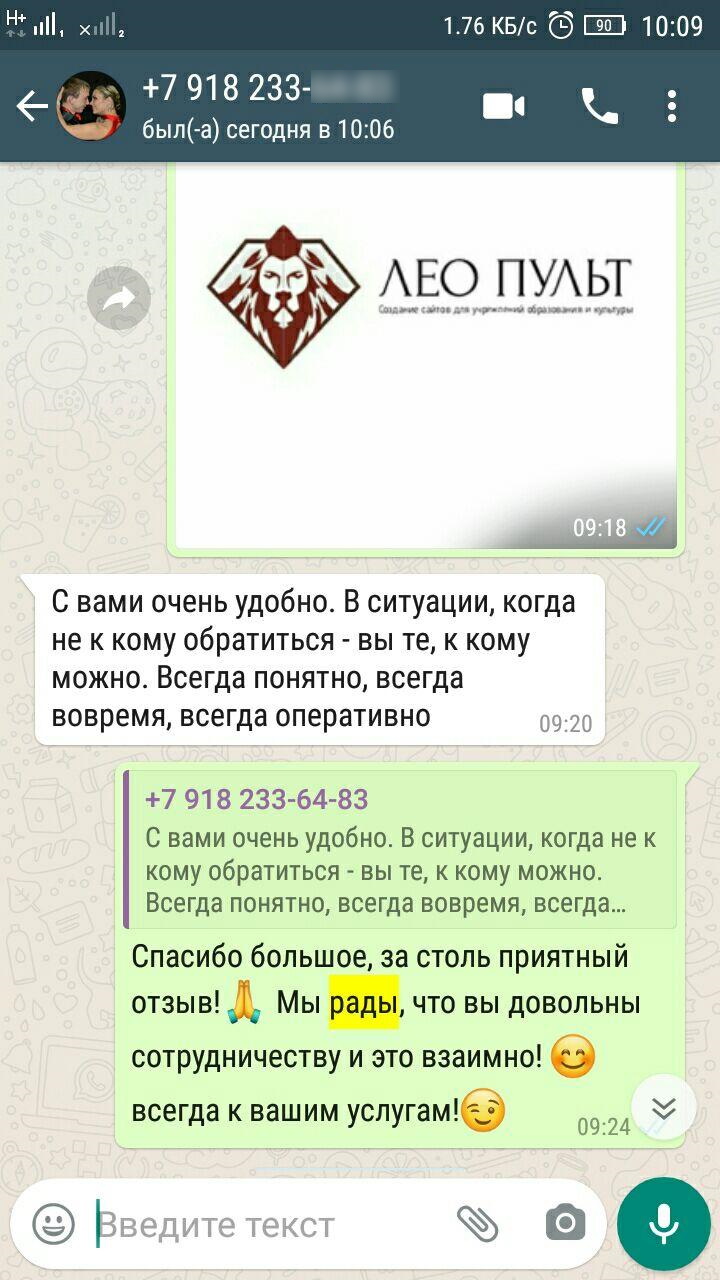 H+ 1 x 2 1.76 КБ/с 90 10:09
+7 918 233-
был(-а) сегодня в 10:06
ЛЕО ПУЛЬТ
Создание сайтов для учреждений образования и культуры
09:18
С вами очень удобно. В ситуации, когда
не к кому обратиться - вы те, к кому
можно. Всегда понятно, всегда
вовремя, всегда оперативно
09:20
+7 918 233-64-83
С вами очень удобно. В ситуации, когда не к
кому обратиться - вы те, к кому можно.
Всегда понятно, всегда вовремя, всегда...
Спасибо большое, за столь приятный
отзыв!🙏 Мы рады, что вы довольны
сотрудничеству и это взаимно!😊
всегда к вашим услугам!😉
09:24
Введите текст